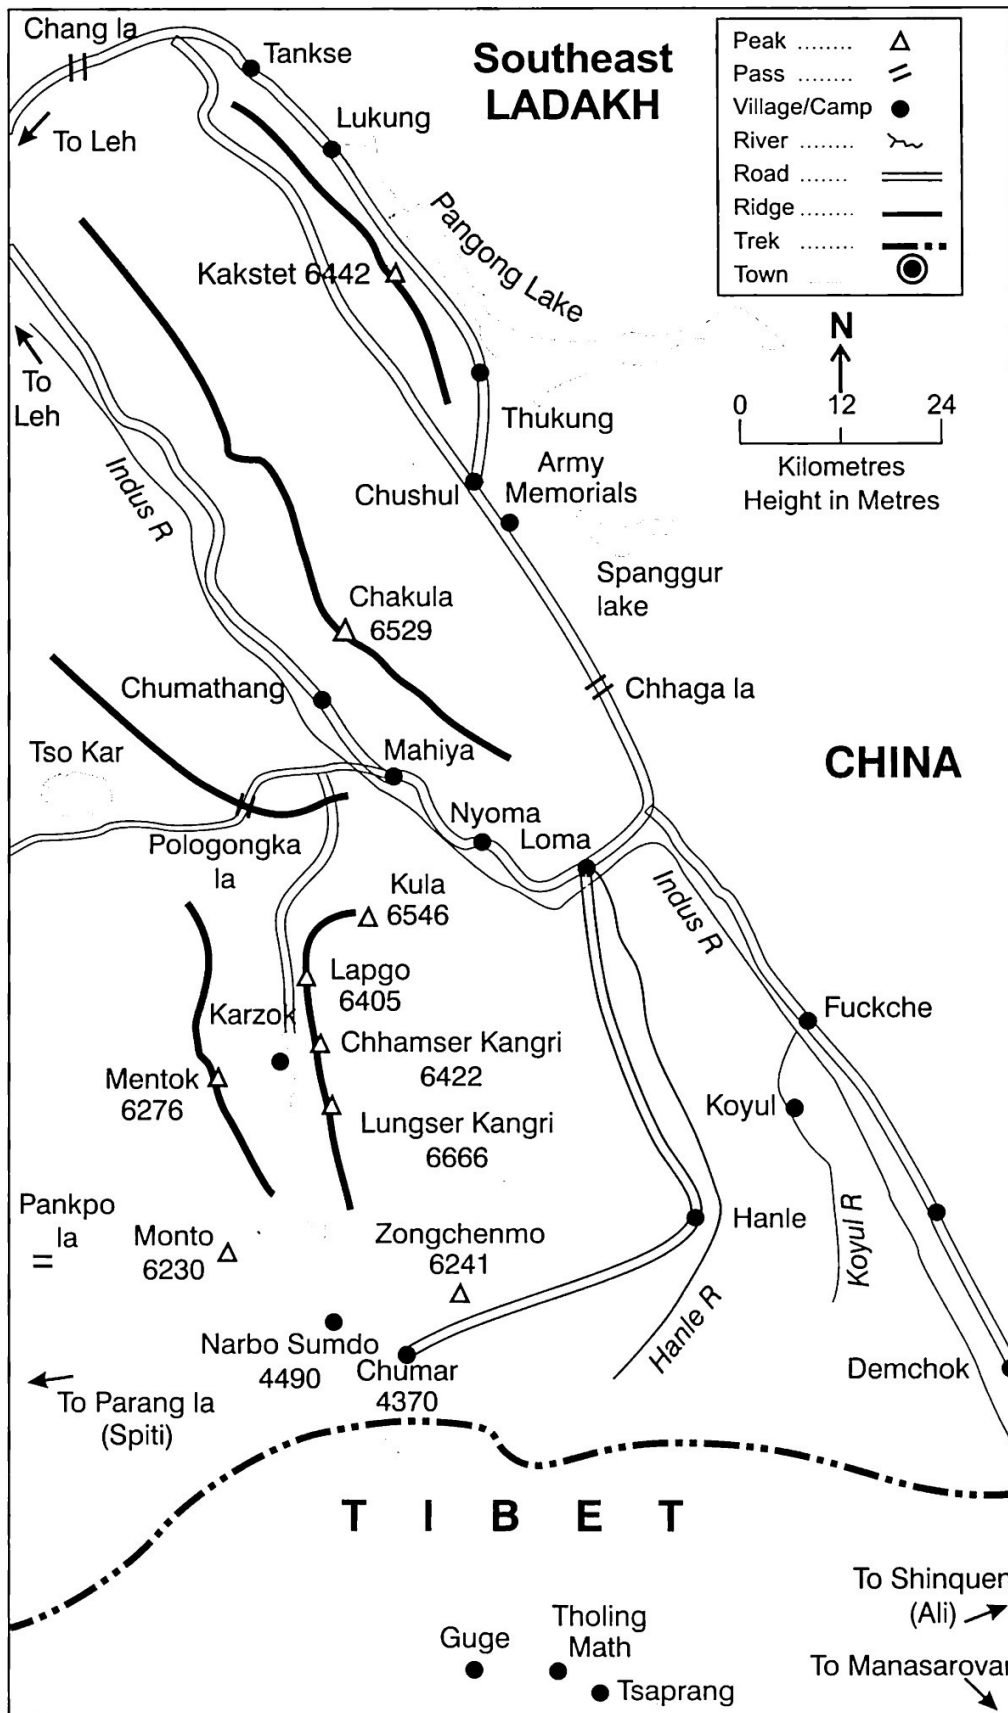 Chang la
Tankse
Southeast
LADAKH
Peak ........
Pass ........
Village/Camp
River ........
Road .......
Ridge ........
Trek ........
Town
To Leh
Lukung
Pangong Lake
Kakstet 6442
N
0 12 24
Kilometres
Height in Metres
To
Leh
Thukung
Indus R
Chushul
Army
Memorials
Spanggur
lake
Chakula
6529
Chumathang
Chhaga la
Tso Kar
Mahiya
CHINA
Nyoma
Loma
Pologongka
la
Kula
6546
Indus R
Lapgo
6405
Karzok
Fuckche
Chhamser Kangri
6422
Mentok
6276
Koyul
Lungser Kangri
6666
Pankpo
la
Monto
6230
Zongchenmo
6241
Hanle
Koyul R
Hanle R
Narbo Sumdo
4490
Chumar
4370
Demchok
To Parang la
(Spiti)
T I B E T
To Shinquen
(Ali)
Guge
Tholing
Math
To Manasarovar
Tsaprang